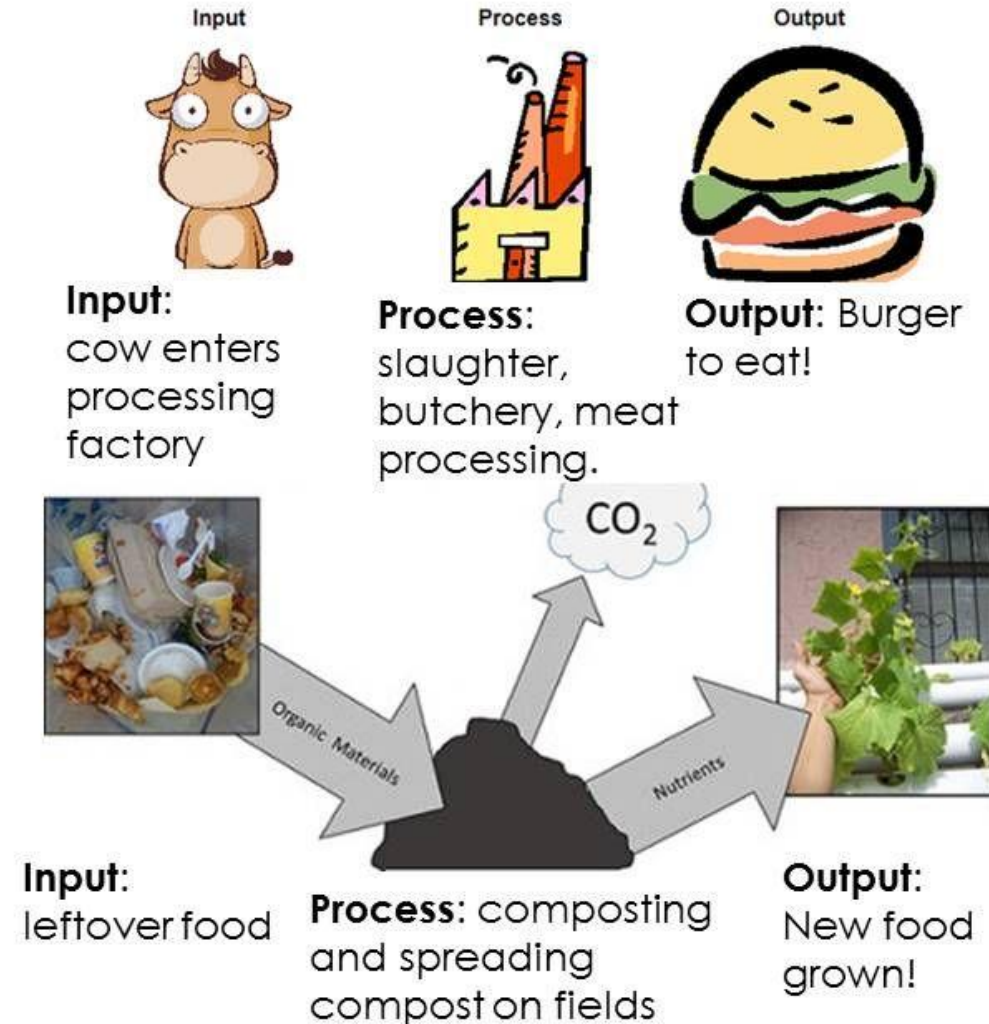 Input
Process
Output
Input:
cow enters
processing
factory
Process:
slaughter,
butchery, meat
processing.
Output: Burger
to eat!
CO₂
Organic Materials
Nutrients
Input:
leftover food
Process: composting
and spreading
compost on fields
Output:
New food
grown!